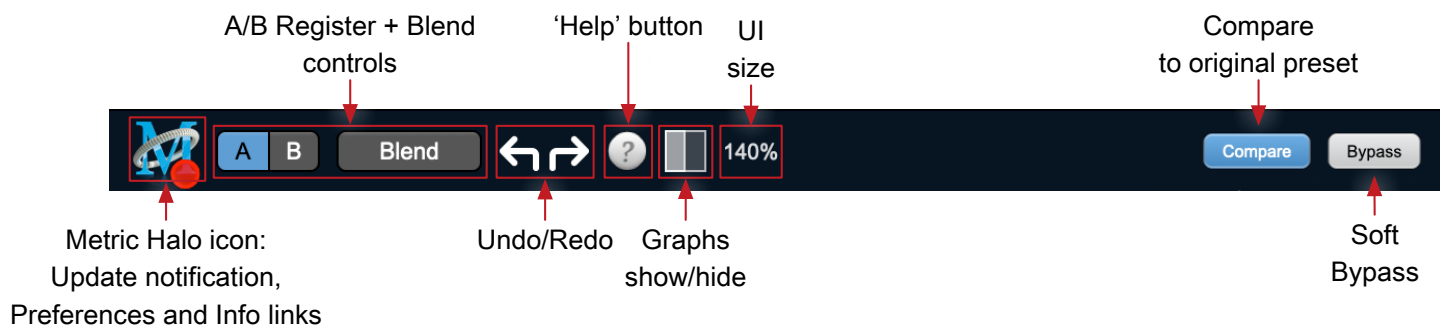 A/B Register + Blend
controls
‘Help’ button
UI
size
Compare
to original preset
A
B
Blend
?
140%
Compare
Bypass
Metric Halo icon:
Update notification,
Preferences and Info links
Undo/Redo
Graphs
show/hide
Soft
Bypass